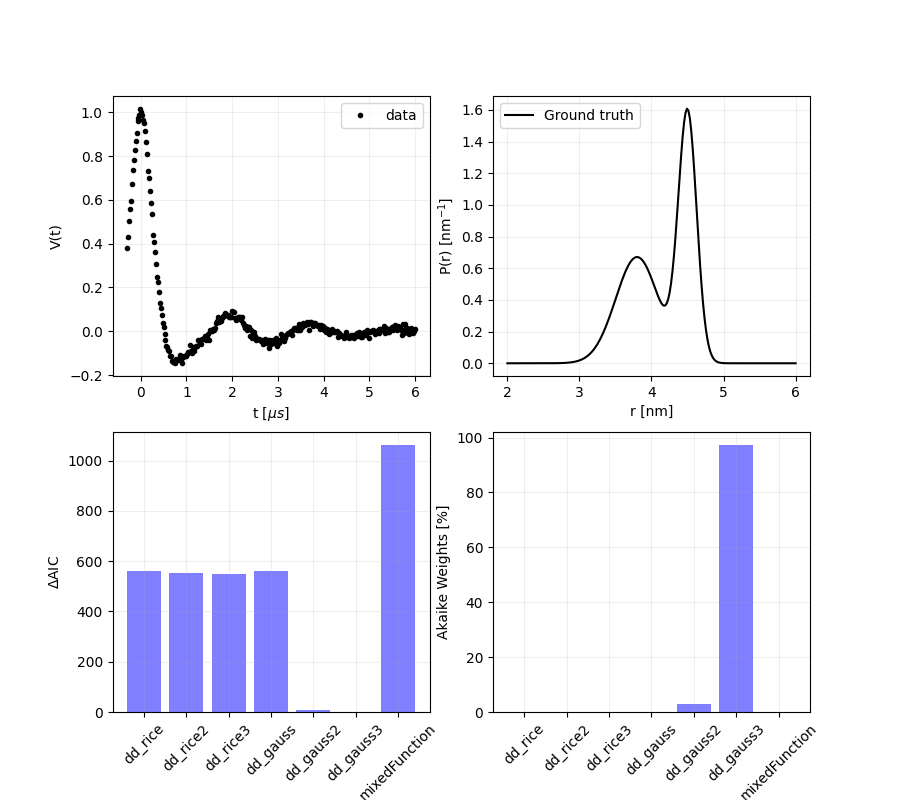 1.0
0.8
0.6
0.4
0.2
0.0
−0.2
V(t)
data
0 1 2 3 4 5 6
t [μs]
1.6
1.4
1.2
1.0
0.8
0.6
0.4
0.2
0.0
P(r) [nm⁻¹]
Ground truth
2 3 4 5 6
r [nm]
1000
800
600
400
200
0
ΔAIC
dd_rice
dd_rice2
dd_rice3
dd_gauss
dd_gauss2
dd_gauss3
mixedFunction
100
80
60
40
20
0
Akaike Weights [%]
dd_rice
dd_rice2
dd_rice3
dd_gauss
dd_gauss2
dd_gauss3
mixedFunction